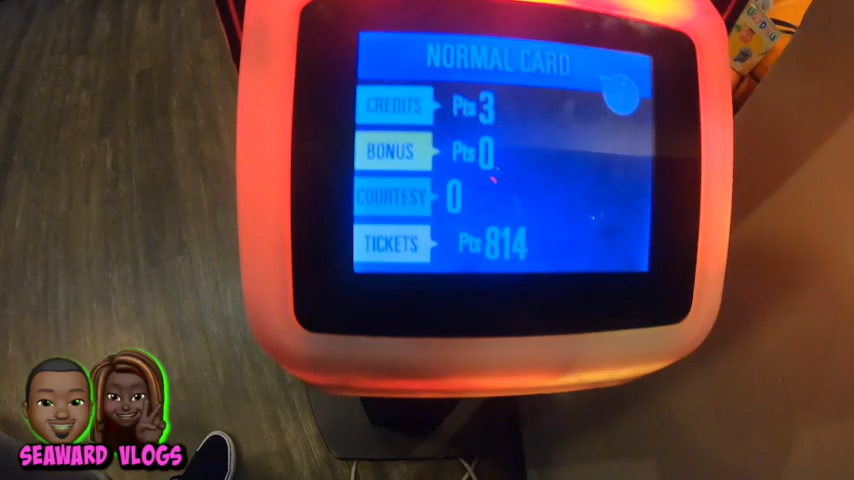 NORMAL CARD
CREDITS Pts 3
BONUS Pts 0
COURTESY 0
TICKETS Pts 814
SEAWARD VLOGS